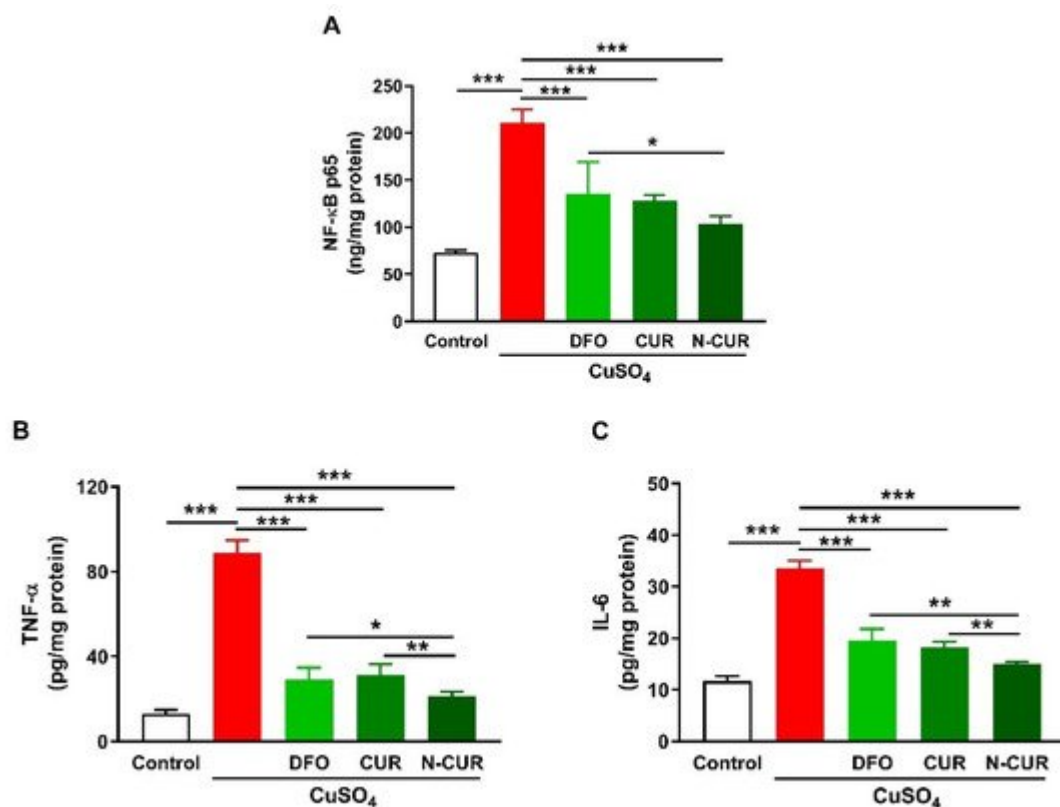 A
***
***
***
***
*
NF-κB p65
(ng/mg protein)
250
200
150
100
50
0
Control DFO CUR N-CUR
CuSO₄
B
***
***
***
***
*
**
TNF-α
(pg/mg protein)
120
80
40
0
Control DFO CUR N-CUR
CuSO₄
C
***
***
***
***
**
**
IL-6
(pg/mg protein)
50
40
30
20
10
0
Control DFO CUR N-CUR
CuSO₄